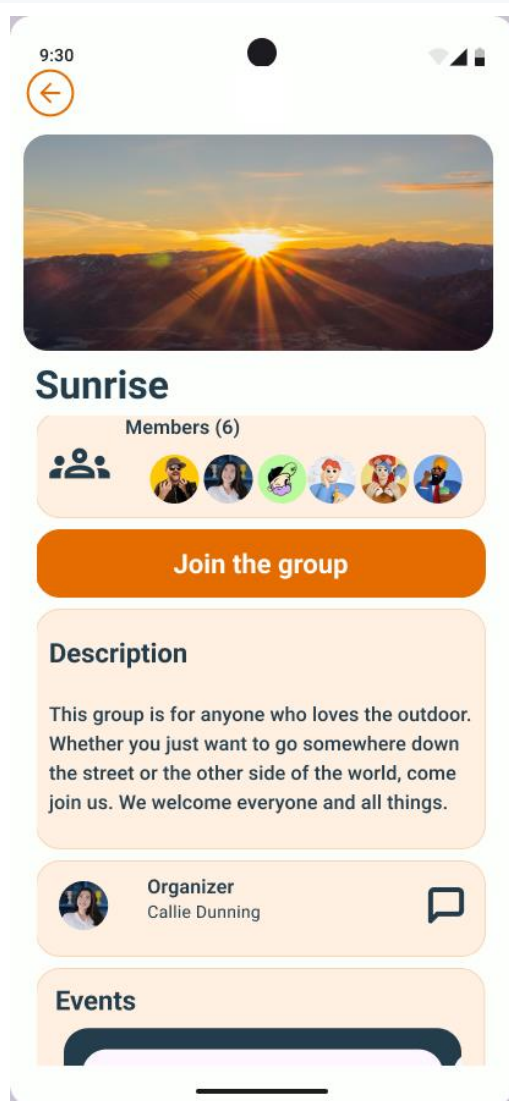 9:30
Sunrise
Members (6)
Join the group
Description
This group is for anyone who loves the outdoor.
Whether you just want to go somewhere down
the street or the other side of the world, come
join us. We welcome everyone and all things.
Organizer
Callie Dunning
Events